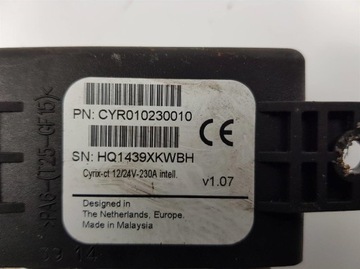 PN: CYR010230010
CE
SN: HQ1439XKWBH
Cyrix-ct 12/24V-230A intell.
v1.07
Designed in
The Netherlands, Europe.
Made in Malaysia